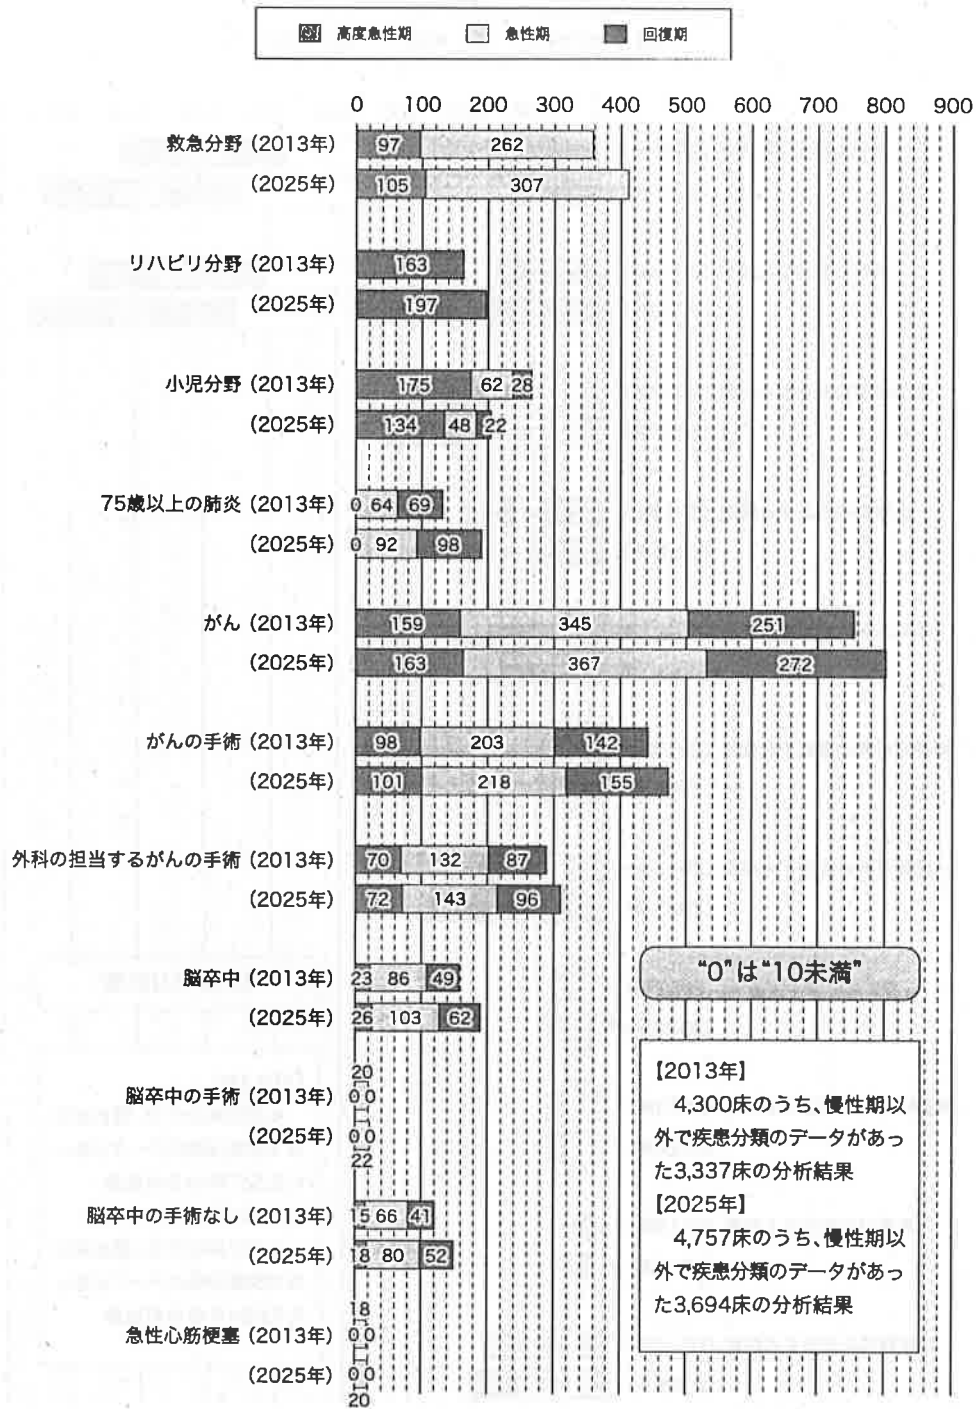 高度急性期 急性期 回復期
0 100 200 300 400 500 600 700 800 900
救急分野（2013年） 97 262
（2025年） 105 307
リハビリ分野（2013年） 163
（2025年） 197
小児分野（2013年） 175 62 28
（2025年） 134 48 22
75歳以上の肺炎（2013年） 0 64 69
（2025年） 0 92 98
がん（2013年） 159 345 251
（2025年） 163 367 272
がんの手術（2013年） 98 203 142
（2025年） 101 218 155
外科の担当するがんの手術（2013年） 70 132 87
（2025年） 72 143 96
脳卒中（2013年） 23 86 49
（2025年） 26 103 62
20
脳卒中の手術（2013年） 0 0
（2025年） 0 0
22
脳卒中の手術なし（2013年） 15 66 41
（2025年） 18 80 52
18
急性心筋梗塞（2013年） 0 0
（2025年） 0 0
20
“0”は“10未満”
【2013年】
4,300床のうち、慢性期以
外で疾患分類のデータがあっ
た3,337床の分析結果
【2025年】
4,757床のうち、慢性期以
外で疾患分類のデータがあっ
た3,694床の分析結果